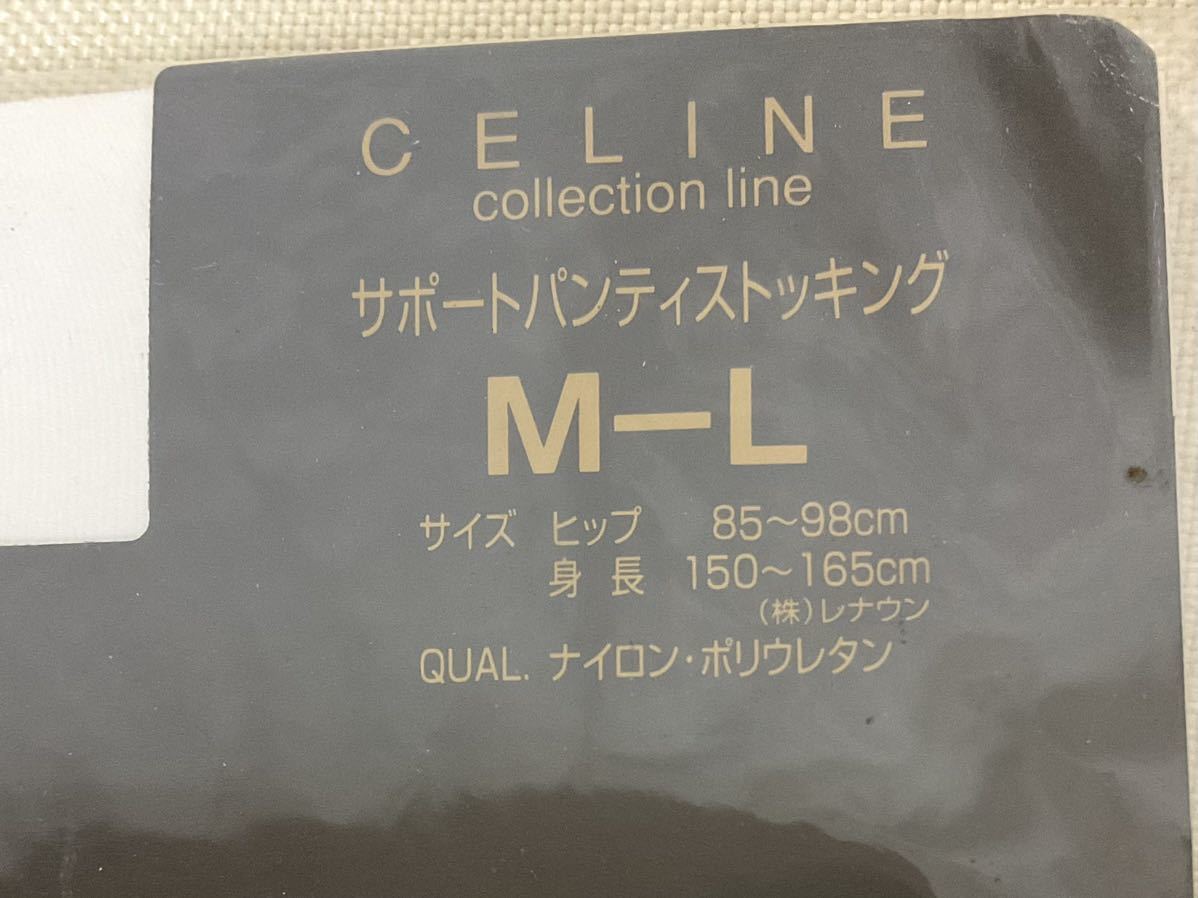 CELINE
collection line
サポートパンティストッキング
M−L
サイズ ヒップ 85〜98cm
身長 150〜165cm
(株)レナウン
QUAL. ナイロン・ポリウレタン